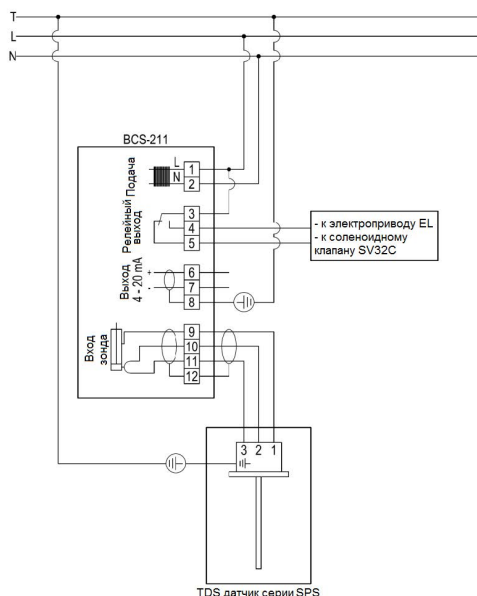 T
L
N
BCS-211
Подача
L
N
1
2
Релейный
выход
3
4
5
- к электроприводу EL
- к соленоидному
клапану SV32C
Выход
4 - 20 mA
+
-
6
7
8
Вход
зонда
9
10
11
12
3 2 1
TDS датчик серии SPS